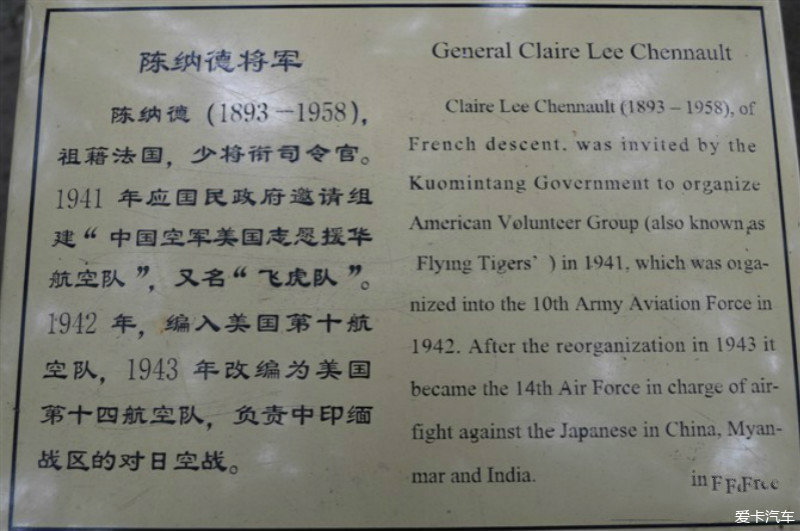 陈纳德将军
陈纳德（1893－1958），
祖籍法国，少将衔司令官。
1941 年应国民政府邀请组
建“中国空军美国志愿援华
航空队”，又名“飞虎队”。
1942 年，编入美国第十航
空队，1943 年改编为美国
第十四航空队，负责中印缅
战区的对日空战。
General Claire Lee Chennault
Claire Lee Chennault (1893 – 1958), of
French descent. was invited by the
Kuomintang Government to organize
American Volunteer Group (also known as
Flying Tigers' ) in 1941, which was orga-
nized into the 10th Army Aviation Force in
1942. After the reorganization in 1943 it
became the 14th Air Force in charge of air-
fight against the Japanese in China, Myan-
mar and India.
in
爱卡汽车